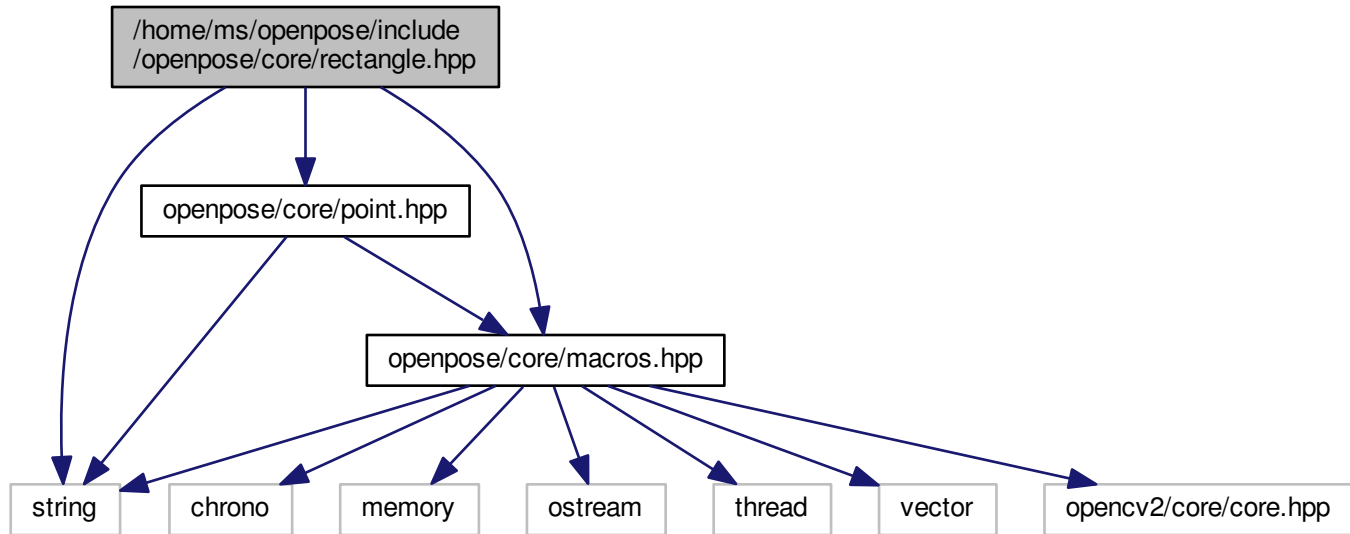 /home/ms/openpose/include
/openpose/core/rectangle.hpp
openpose/core/point.hpp
openpose/core/macros.hpp
string
chrono
memory
ostream
thread
vector
opencv2/core/core.hpp